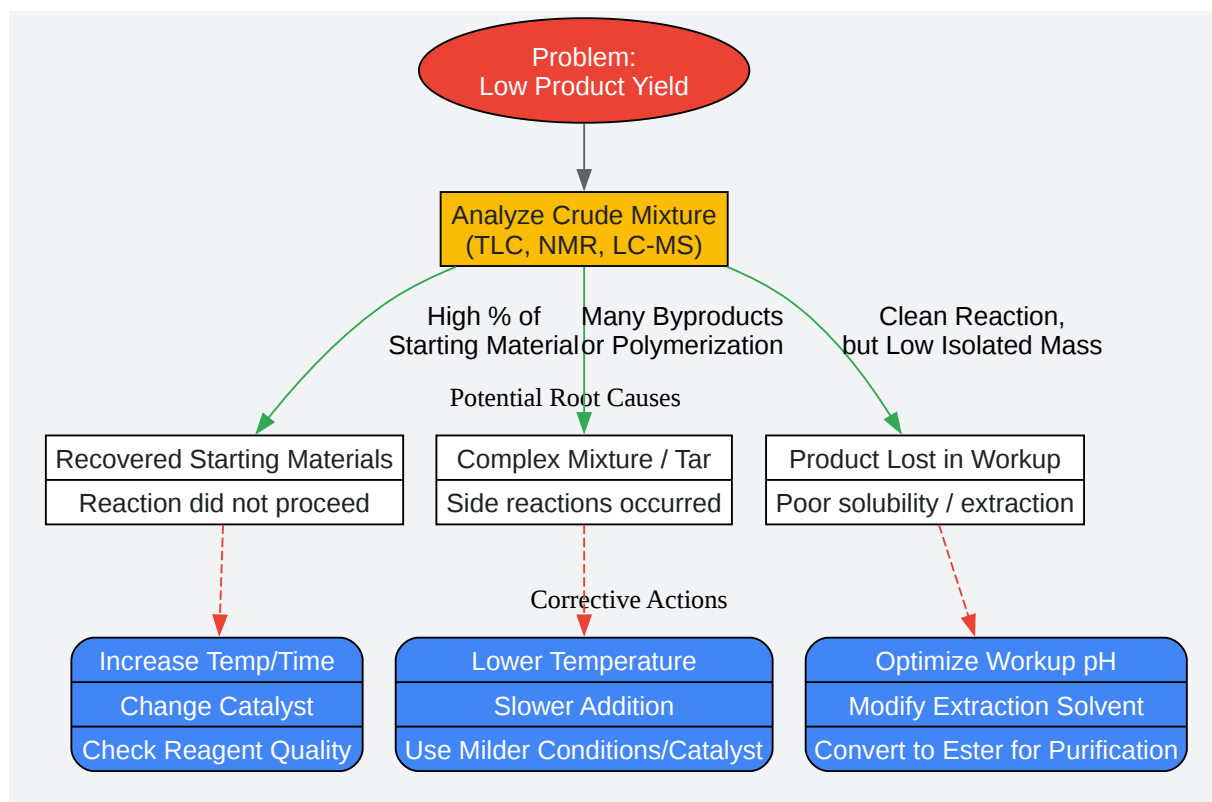 Problem:
Low Product Yield
Analyze Crude Mixture
(TLC, NMR, LC-MS)
High % of
Starting Material
Many Byproducts
or Polymerization
Clean Reaction,
but Low Isolated Mass
Potential Root Causes
Recovered Starting Materials
Reaction did not proceed
Complex Mixture / Tar
Side reactions occurred
Product Lost in Workup
Poor solubility / extraction
Corrective Actions
Increase Temp/Time
Change Catalyst
Check Reagent Quality
Lower Temperature
Slower Addition
Use Milder Conditions/Catalyst
Optimize Workup pH
Modify Extraction Solvent
Convert to Ester for Purification